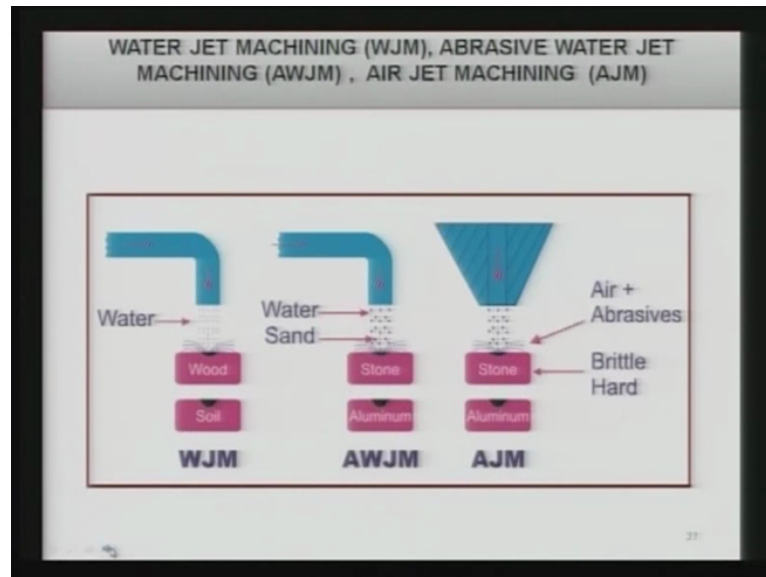 WATER JET MACHINING (WJM), ABRASIVE WATER JET
MACHINING (AWJM) , AIR JET MACHINING (AJM)
Water
Wood
Soil
WJM
Water
Sand
Stone
Aluminum
AWJM
Stone
Aluminum
AJM
Air +
Abrasives
Brittle
Hard